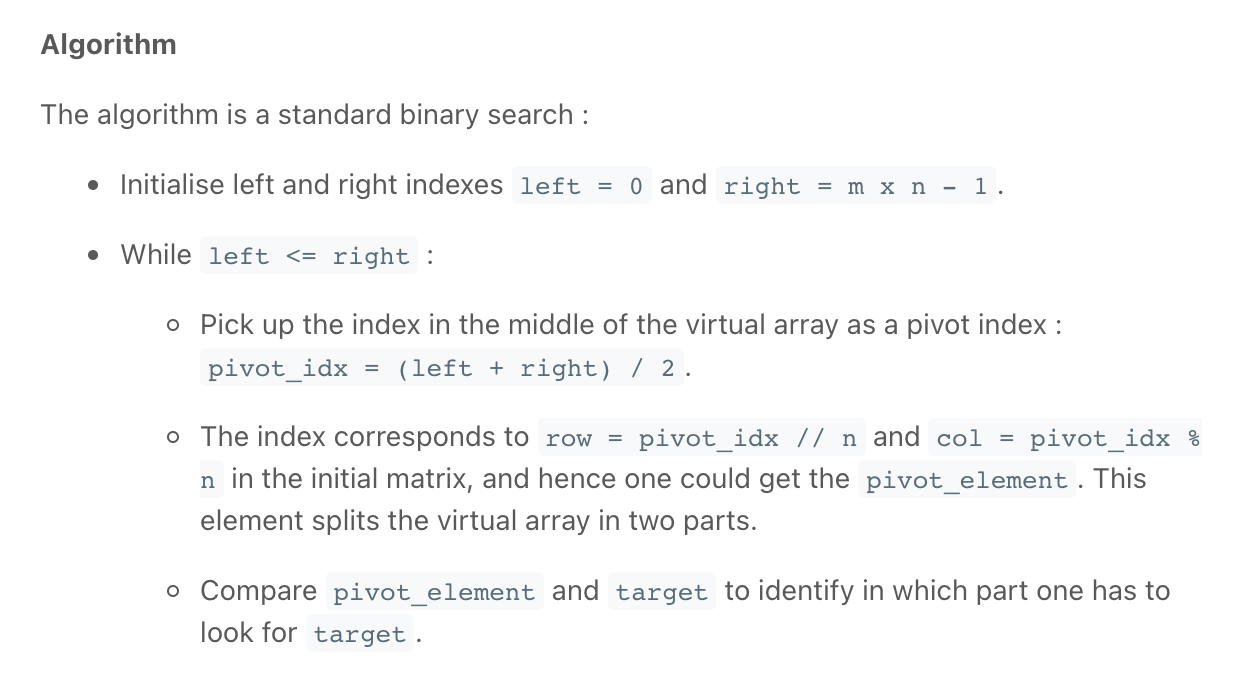 Algorithm
The algorithm is a standard binary search :
• Initialise left and right indexes left = 0 and right = m x n - 1.
• While left <= right :
○ Pick up the index in the middle of the virtual array as a pivot index :
pivot_idx = (left + right) / 2.
○ The index corresponds to row = pivot_idx // n and col = pivot_idx %
n in the initial matrix, and hence one could get the pivot_element. This
element splits the virtual array in two parts.
○ Compare pivot_element and target to identify in which part one has to
look for target.